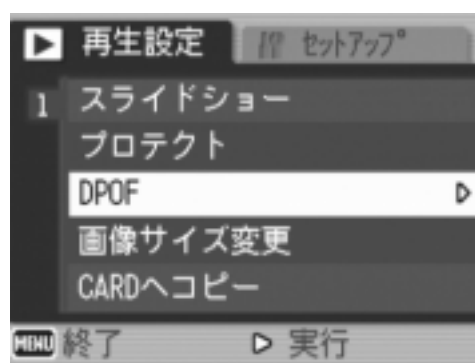 再生設定 セットアップ
1 スライドショー
プロテクト
DPOF
画像サイズ変更
CARDへコピー
MENU 終了 実行